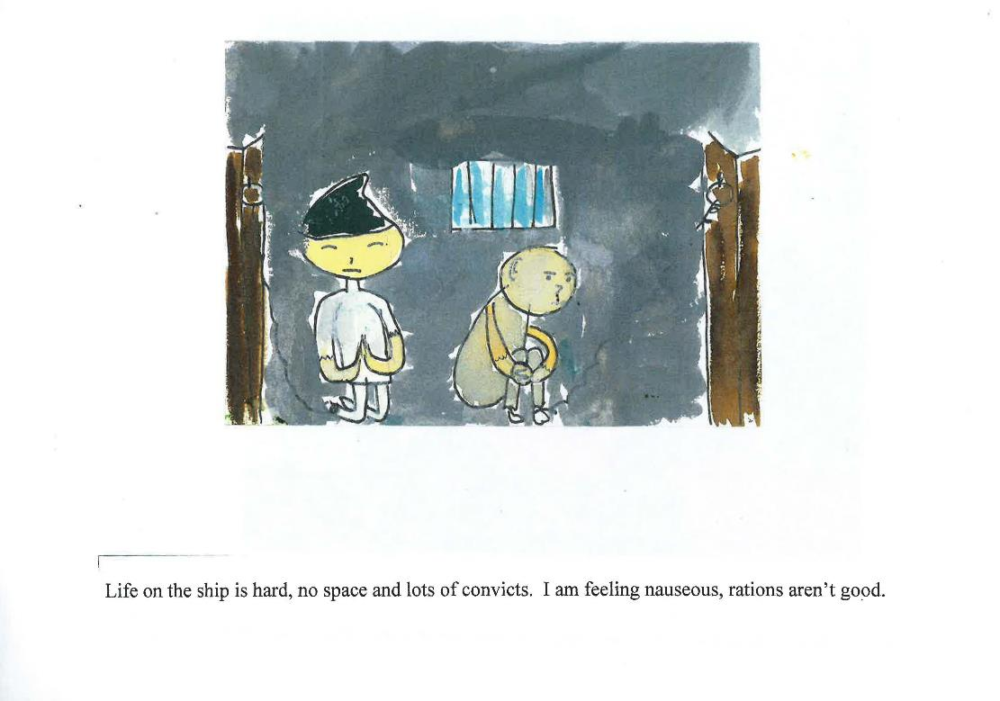 Life on the ship is hard, no space and lots of convicts.  I am feeling nauseous, rations aren't good.